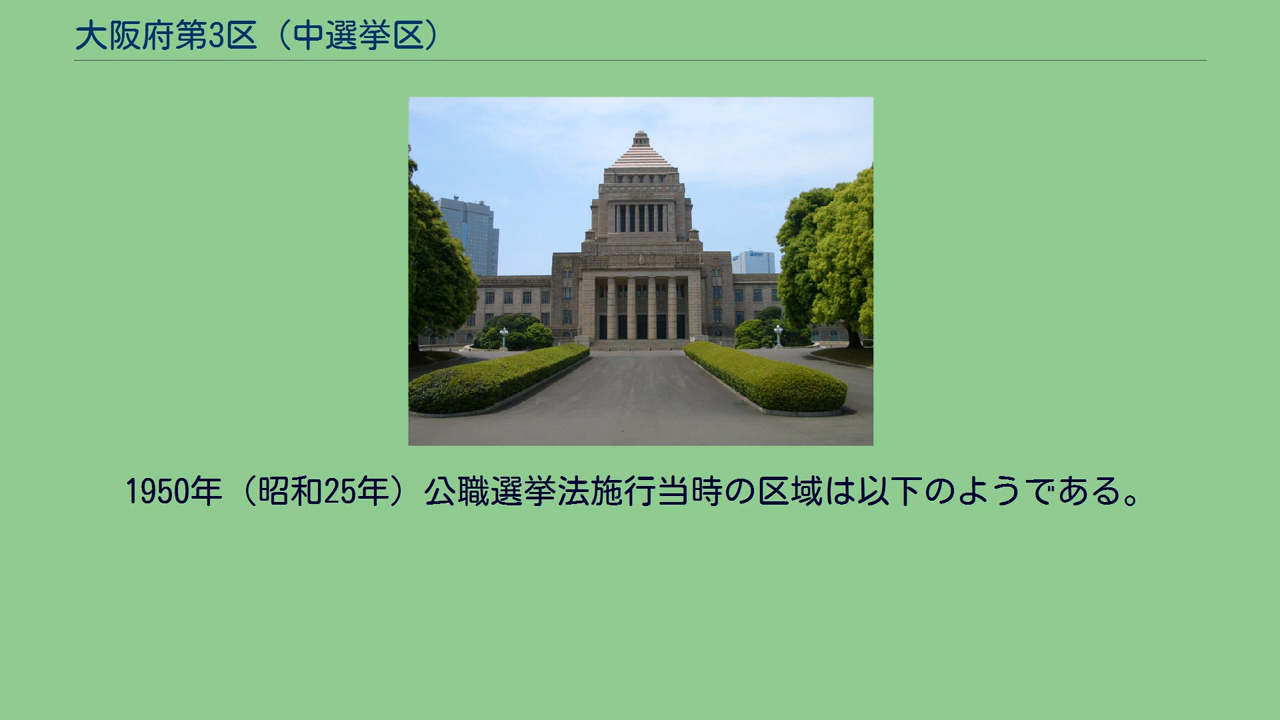 大阪府第3区（中選挙区）
1950年（昭和25年）公職選挙法施行当時の区域は以下のようである。